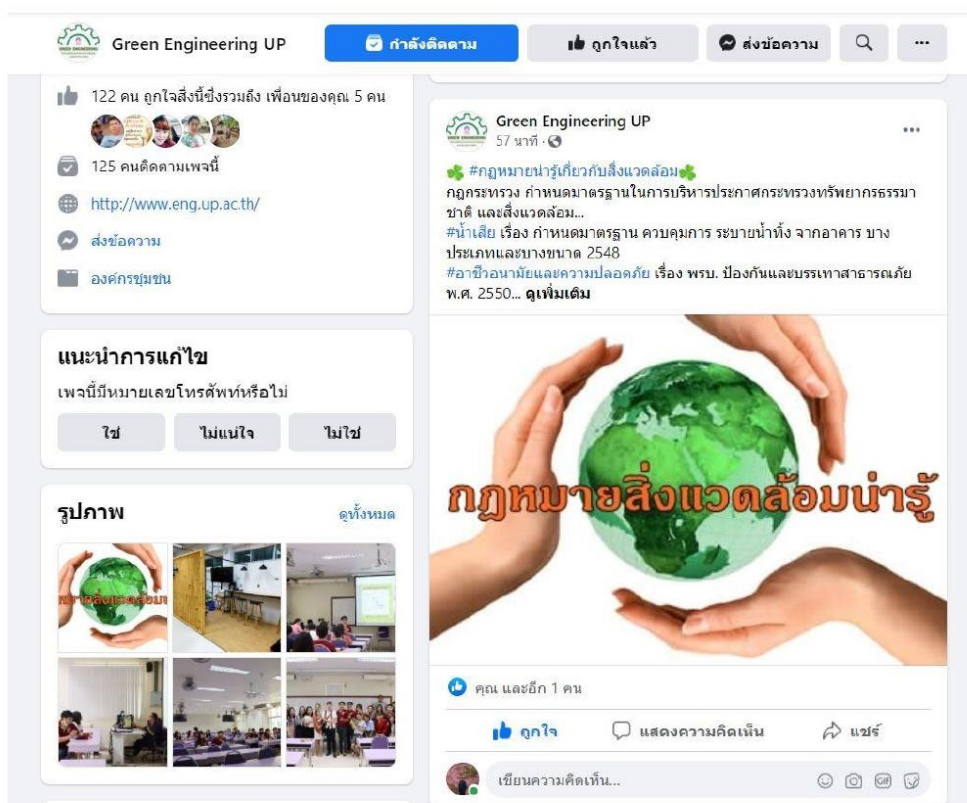 Green Engineering UP
กำลังติดตาม
ถูกใจแล้ว
ส่งข้อความ
122 คน ถูกใจสิ่งนี้ซึ่งรวมถึง เพื่อนของคุณ 5 คน
125 คนติดตามเพจนี้
http://www.eng.up.ac.th/
ส่งข้อความ
องค์กรชุมชน
แนะนำการแก้ไข
เพจนี้มีหมายเลขโทรศัพท์หรือไม่
ใช่
ไม่แน่ใจ
ไม่ใช่
รูปภาพ
ดูทั้งหมด
Green Engineering UP
57 นาที ·
#กฎหมายน่ารู้เกี่ยวกับสิ่งแวดล้อม
กฎกระทรวง กำหนดมาตรฐานในการบริหารประกาศกระทรวงทรัพยากรธรรมา
ชาติ และสิ่งแวดล้อม...
#น้ำเสีย เรื่อง กำหนดมาตรฐาน ควบคุมการ ระบายน้ำทิ้ง จากอาคาร บาง
ประเภทและบางขนาด 2548
#อาชีวอนามัยและความปลอดภัย เรื่อง พรบ. ป้องกันและบรรเทาสาธารณภัย
พ.ศ. 2550... ดูเพิ่มเติม
กฎหมายสิ่งแวดล้อมน่ารู้
คุณ และอีก 1 คน
ถูกใจ
แสดงความคิดเห็น
แชร์
เขียนความคิดเห็น...
GIF